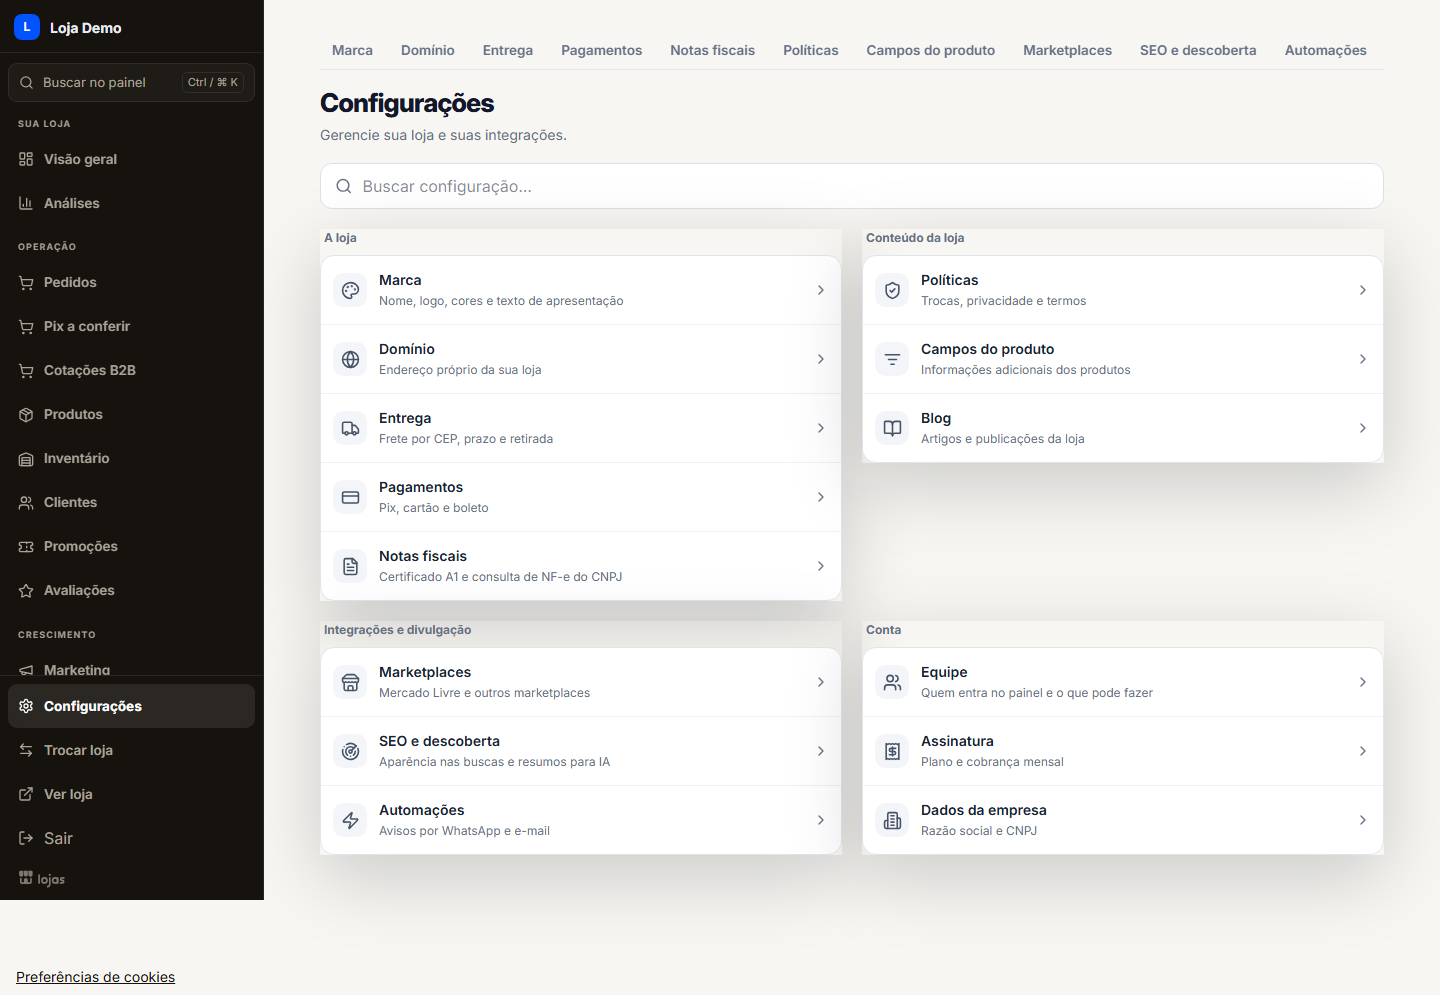 L Loja Demo
Buscar no painel Ctrl / ⌘ K
SUA LOJA
Visão geral
Análises
OPERAÇÃO
Pedidos
Pix a conferir
Cotações B2B
Produtos
Inventário
Clientes
Promoções
Avaliações
CRESCIMENTO
Marketing
Configurações
Trocar loja
Ver loja
Sair
lojas
Marca Domínio Entrega Pagamentos Notas fiscais Políticas Campos do produto Marketplaces SEO e descoberta Automações
Configurações
Gerencie sua loja e suas integrações.
Buscar configuração...
A loja
Marca
Nome, logo, cores e texto de apresentação
Domínio
Endereço próprio da sua loja
Entrega
Frete por CEP, prazo e retirada
Pagamentos
Pix, cartão e boleto
Notas fiscais
Certificado A1 e consulta de NF-e do CNPJ
Conteúdo da loja
Políticas
Trocas, privacidade e termos
Campos do produto
Informações adicionais dos produtos
Blog
Artigos e publicações da loja
Integrações e divulgação
Marketplaces
Mercado Livre e outros marketplaces
SEO e descoberta
Aparência nas buscas e resumos para IA
Automações
Avisos por WhatsApp e e-mail
Conta
Equipe
Quem entra no painel e o que pode fazer
Assinatura
Plano e cobrança mensal
Dados da empresa
Razão social e CNPJ
Preferências de cookies